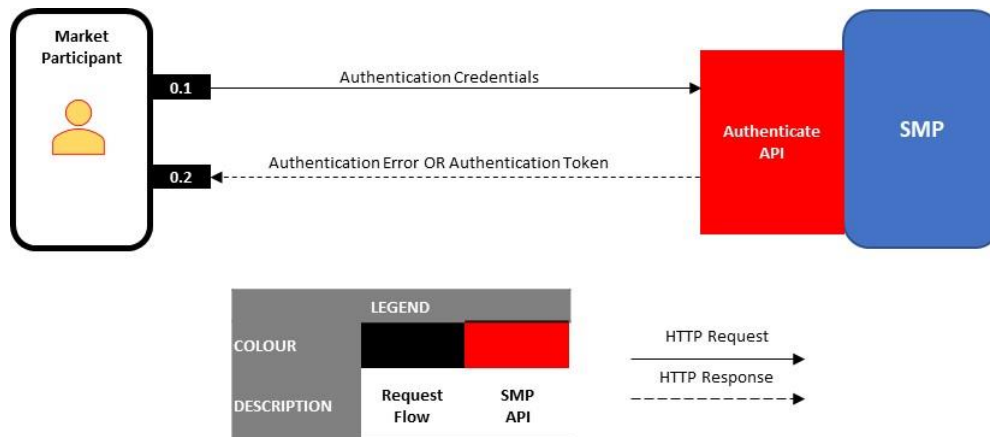 Market
Participant
0.1
Authentication Credentials
Authenticate
API
SMP
0.2
Authentication Error OR Authentication Token
LEGEND
COLOUR
DESCRIPTION
Request
Flow
SMP
API
HTTP Request
HTTP Response